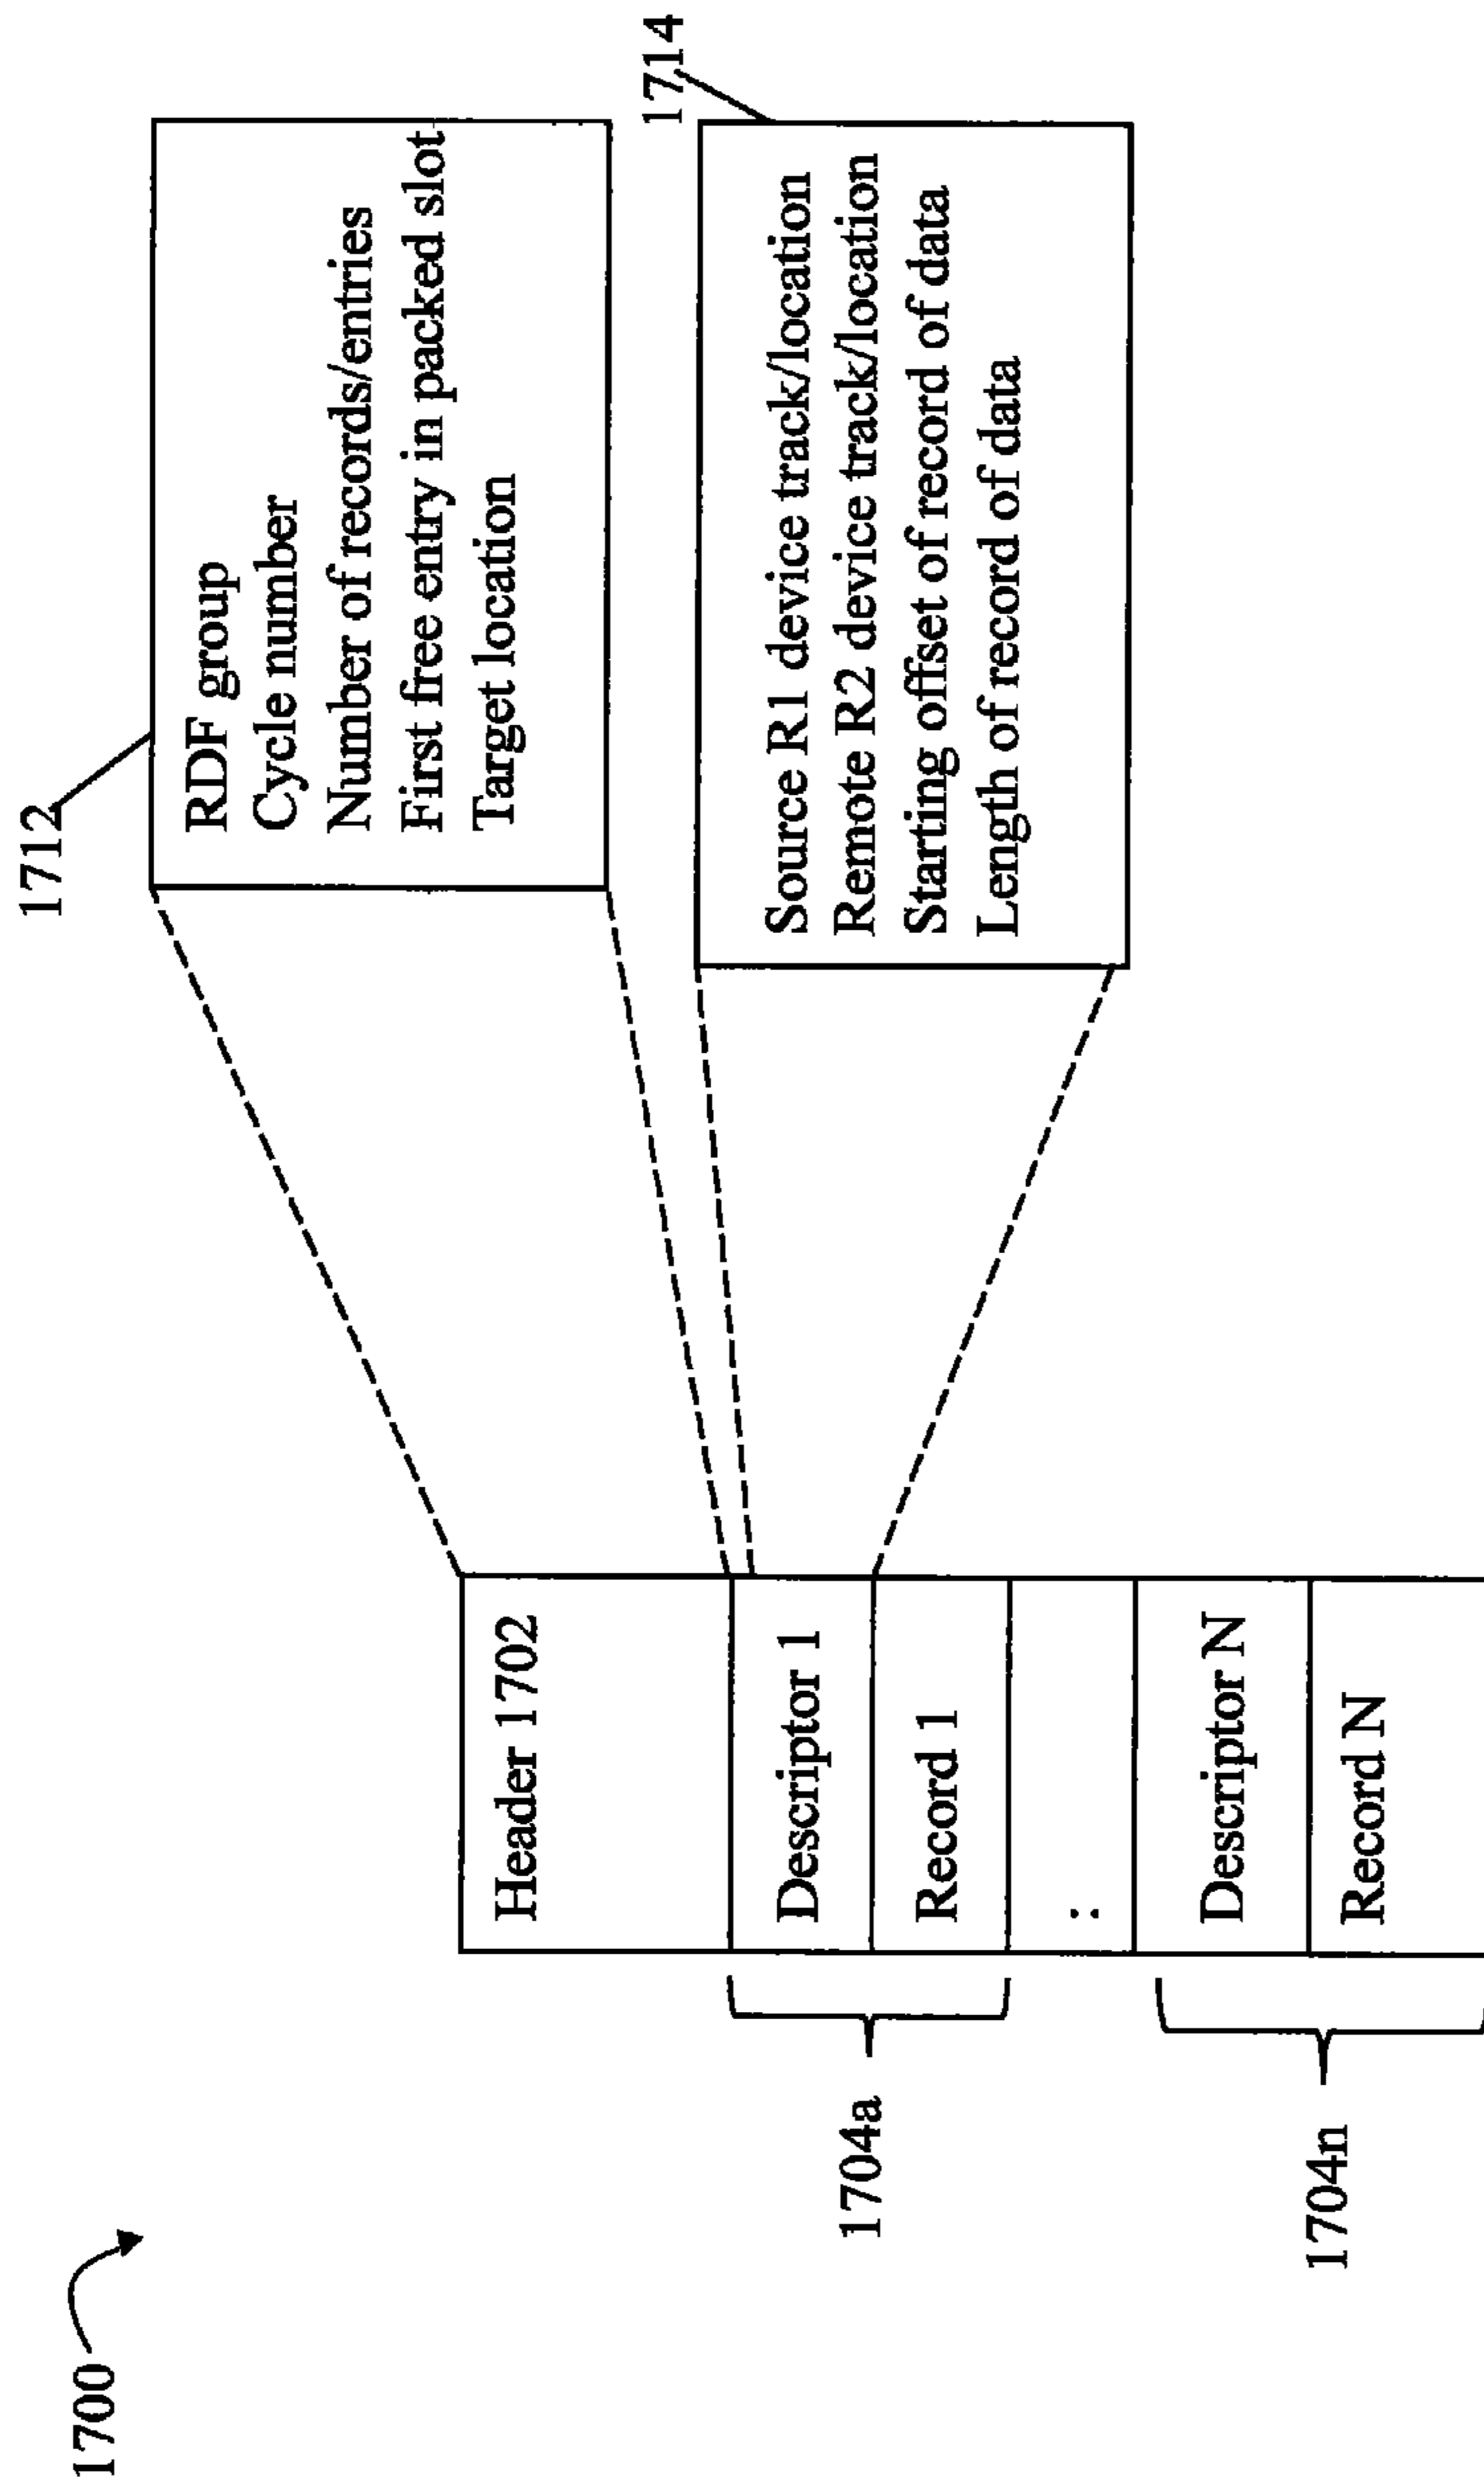 1700
1712
RDF group
Cycle number
Number of records/entries
First free entry in packed slot
Target location
1714
Source R1 device track/location
Remote R2 device track/location
Starting offset of record of data
Length of record of data
Header 1702
Descriptor 1
Record 1
:
Descriptor N
Record N
1704a
1704n